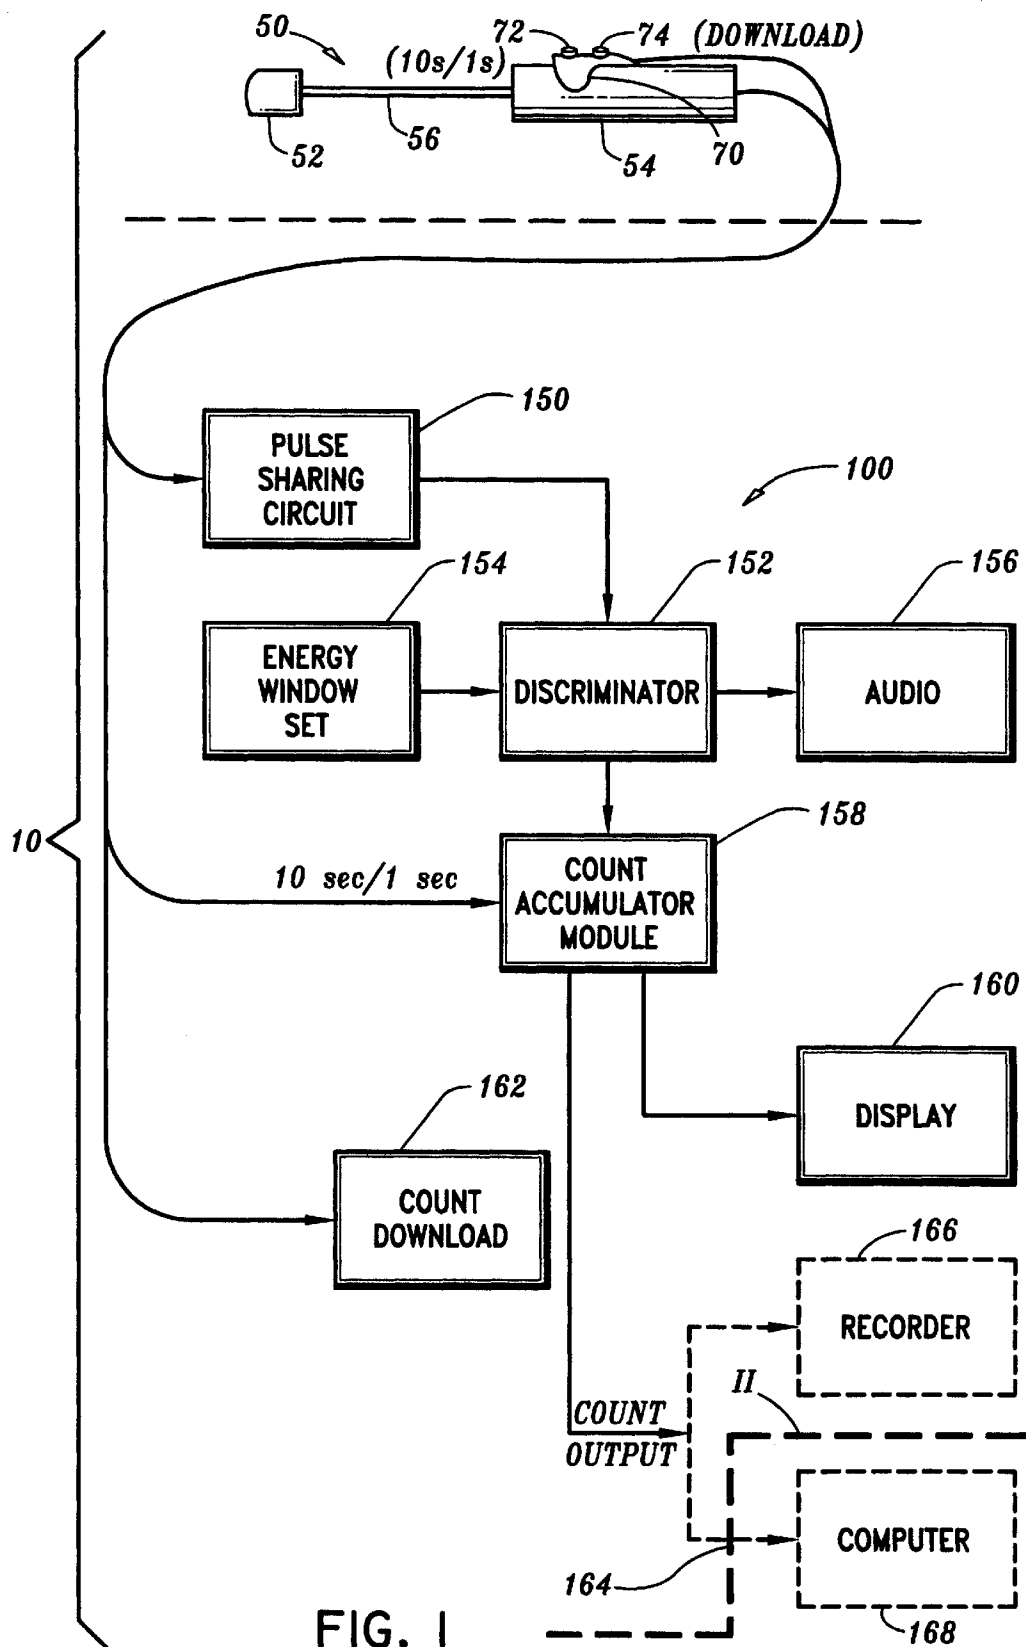 50
72
74 (DOWNLOAD)
(10s/1s)
52
56
54
70
150
PULSE
SHARING
CIRCUIT
100
154
152
156
ENERGY
WINDOW
SET
DISCRIMINATOR
AUDIO
10
158
10 sec/1 sec
COUNT
ACCUMULATOR
MODULE
160
DISPLAY
162
COUNT
DOWNLOAD
166
RECORDER
II
COUNT
OUTPUT
COMPUTER
164
168
FIG. 1